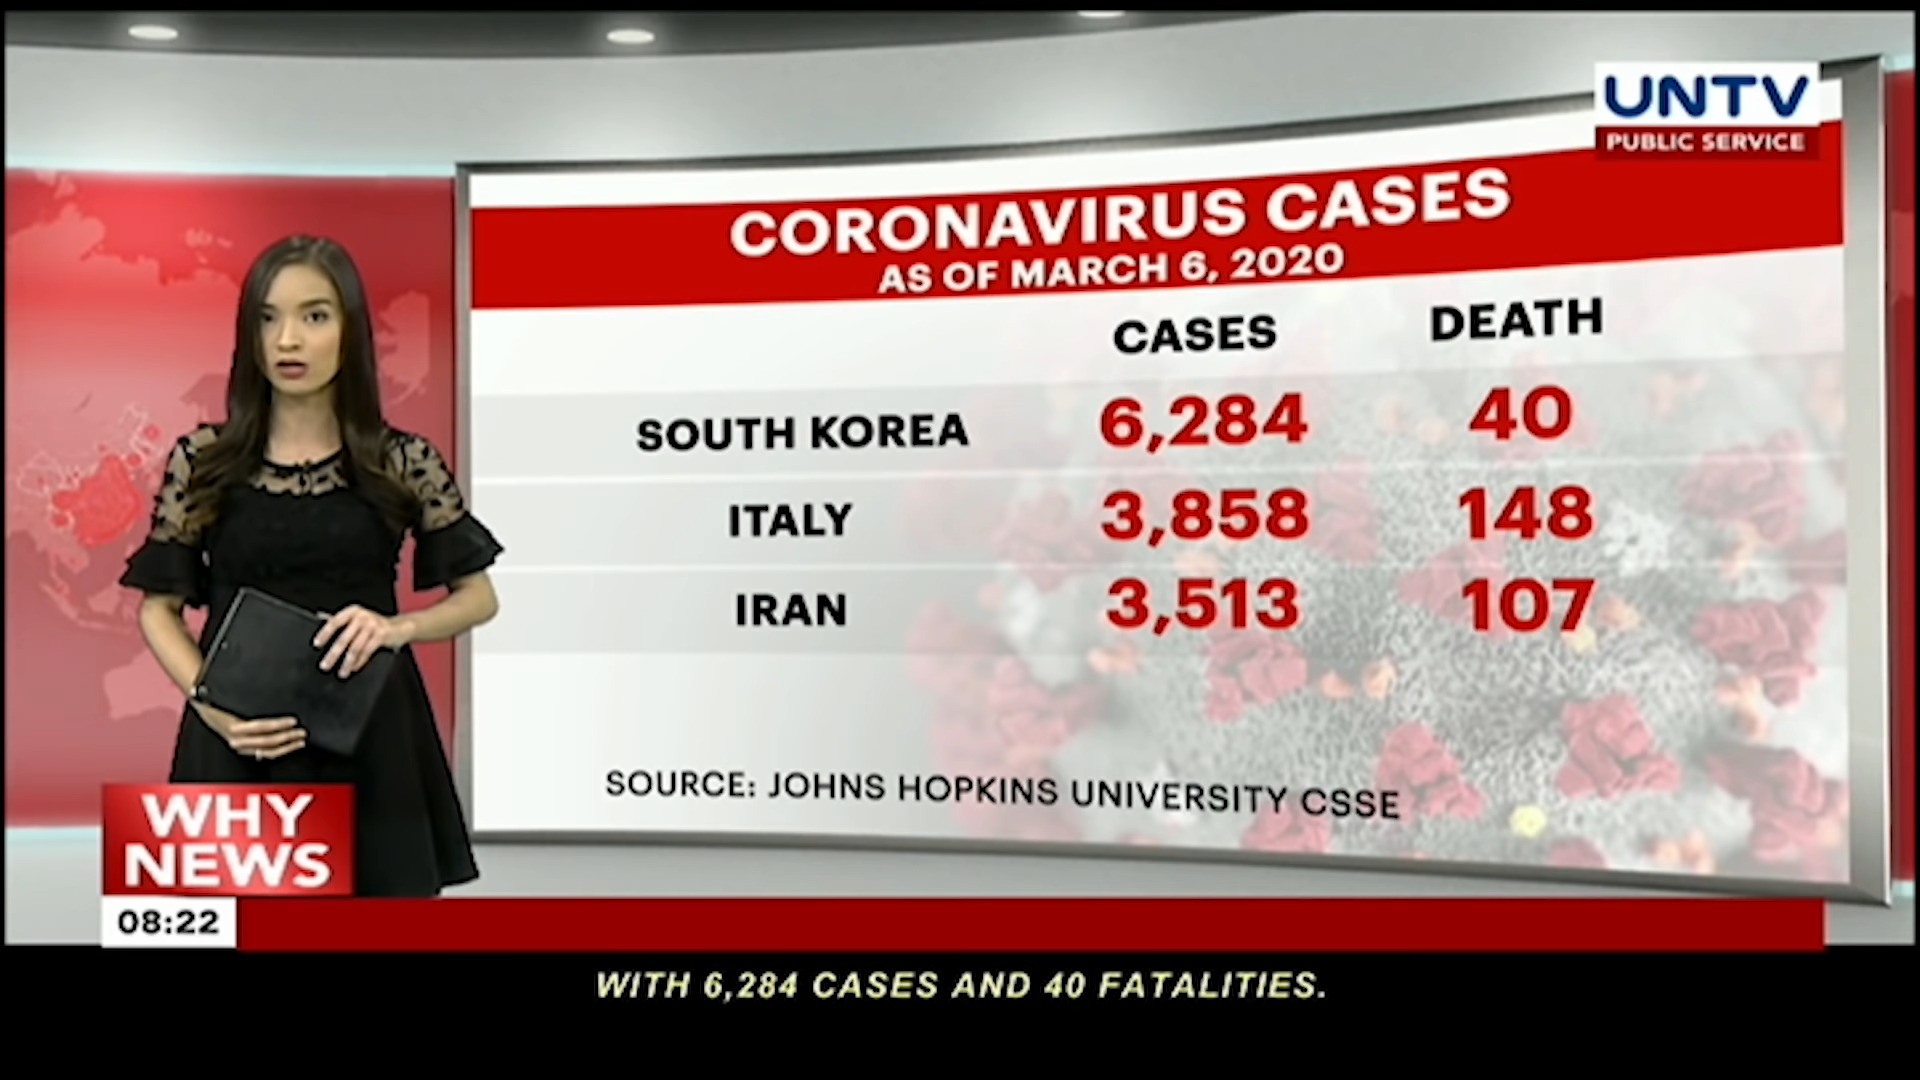 UNTV
PUBLIC SERVICE
CORONAVIRUS CASES
AS OF MARCH 6, 2020
CASES DEATH
SOUTH KOREA 6,284 40
ITALY 3,858 148
IRAN 3,513 107
SOURCE: JOHNS HOPKINS UNIVERSITY CSSE
WHY
NEWS
08:22
WITH 6,284 CASES AND 40 FATALITIES.